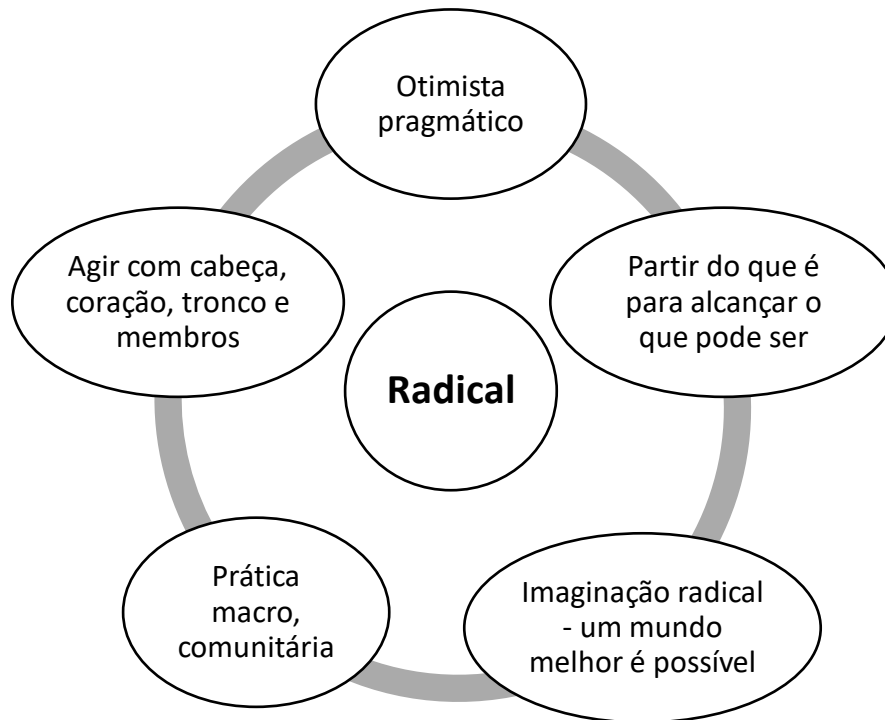 Otimista
pragmático
Partir do que é
para alcançar o
que pode ser
Imaginação radical
- um mundo
melhor é possível
Prática
macro,
comunitária
Agir com cabeça,
coração, tronco e
membros
Radical